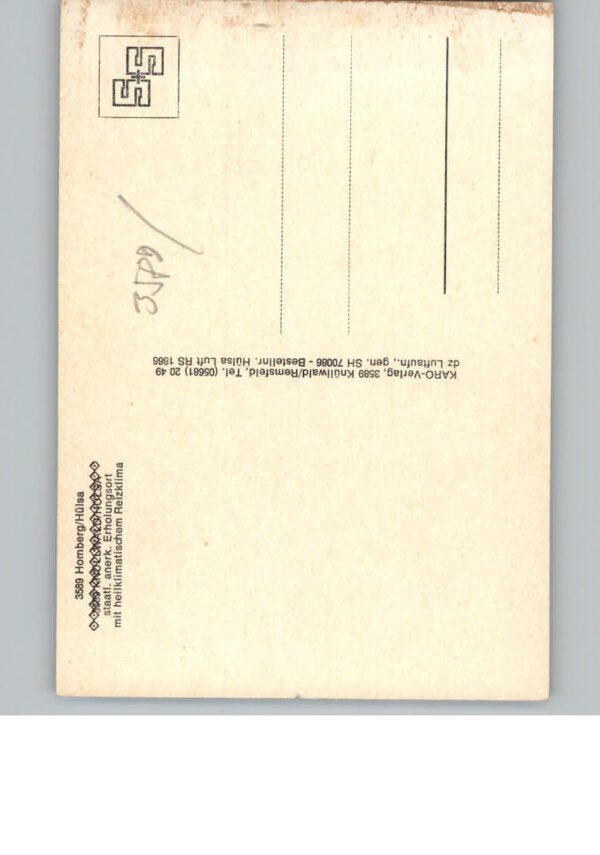 3589 Homberg/Hülsa
staatl. anerk. Erholungsort
mit heilklimatischem Reizklima
KARO-Verlag, 3589 Knüllwald/Remsfeld, Tel. (05681) 20 49
dz Luftaufn,, gen. SH 70086 - Bestellnr. Hülsa Luft RS 1866
3589
S+S